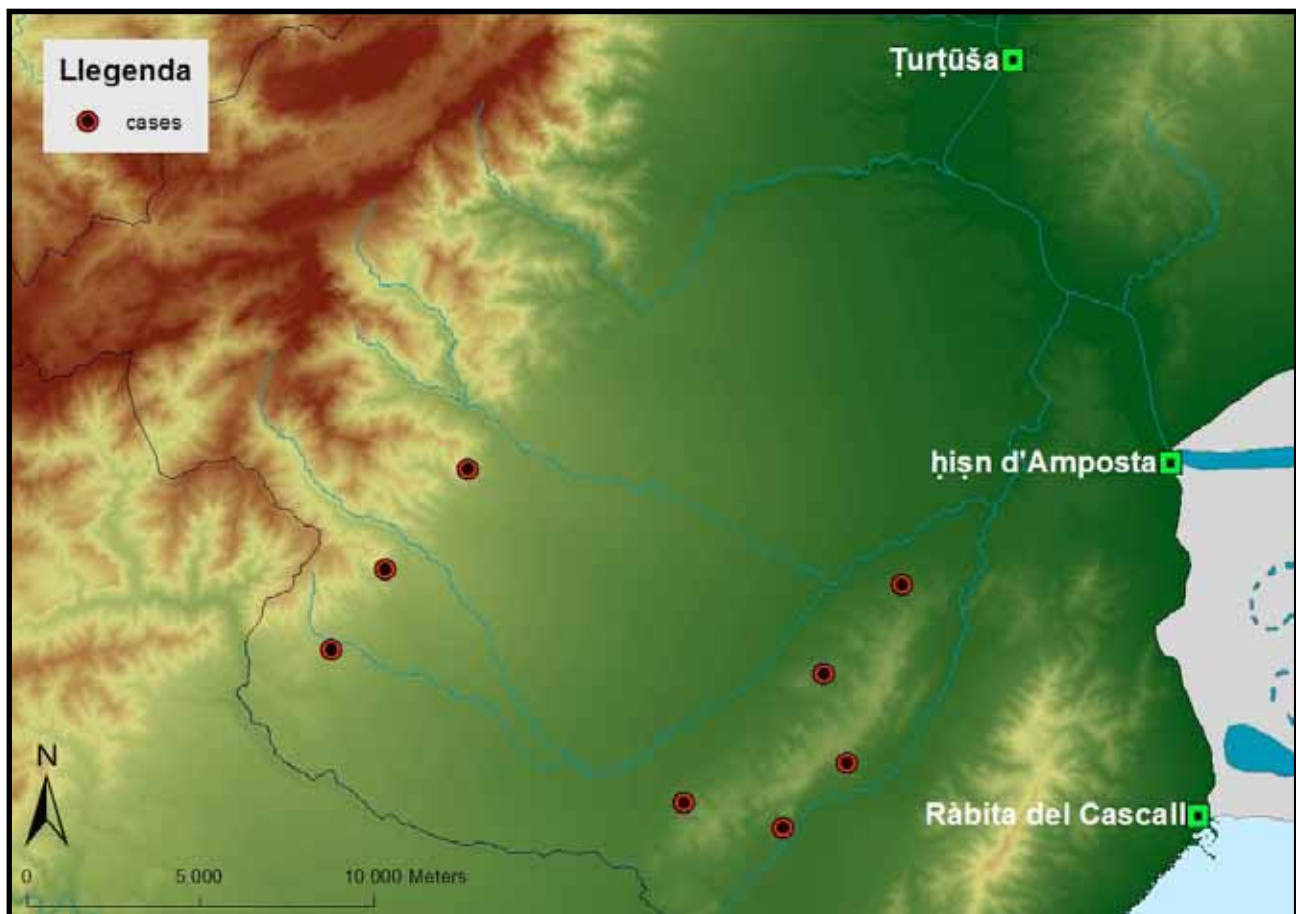 Llegenda
cases
Ṭurṭūša
ḥiṣn d'Amposta
Ràbita del Cascall
N
0 5.000 10.000 Meters